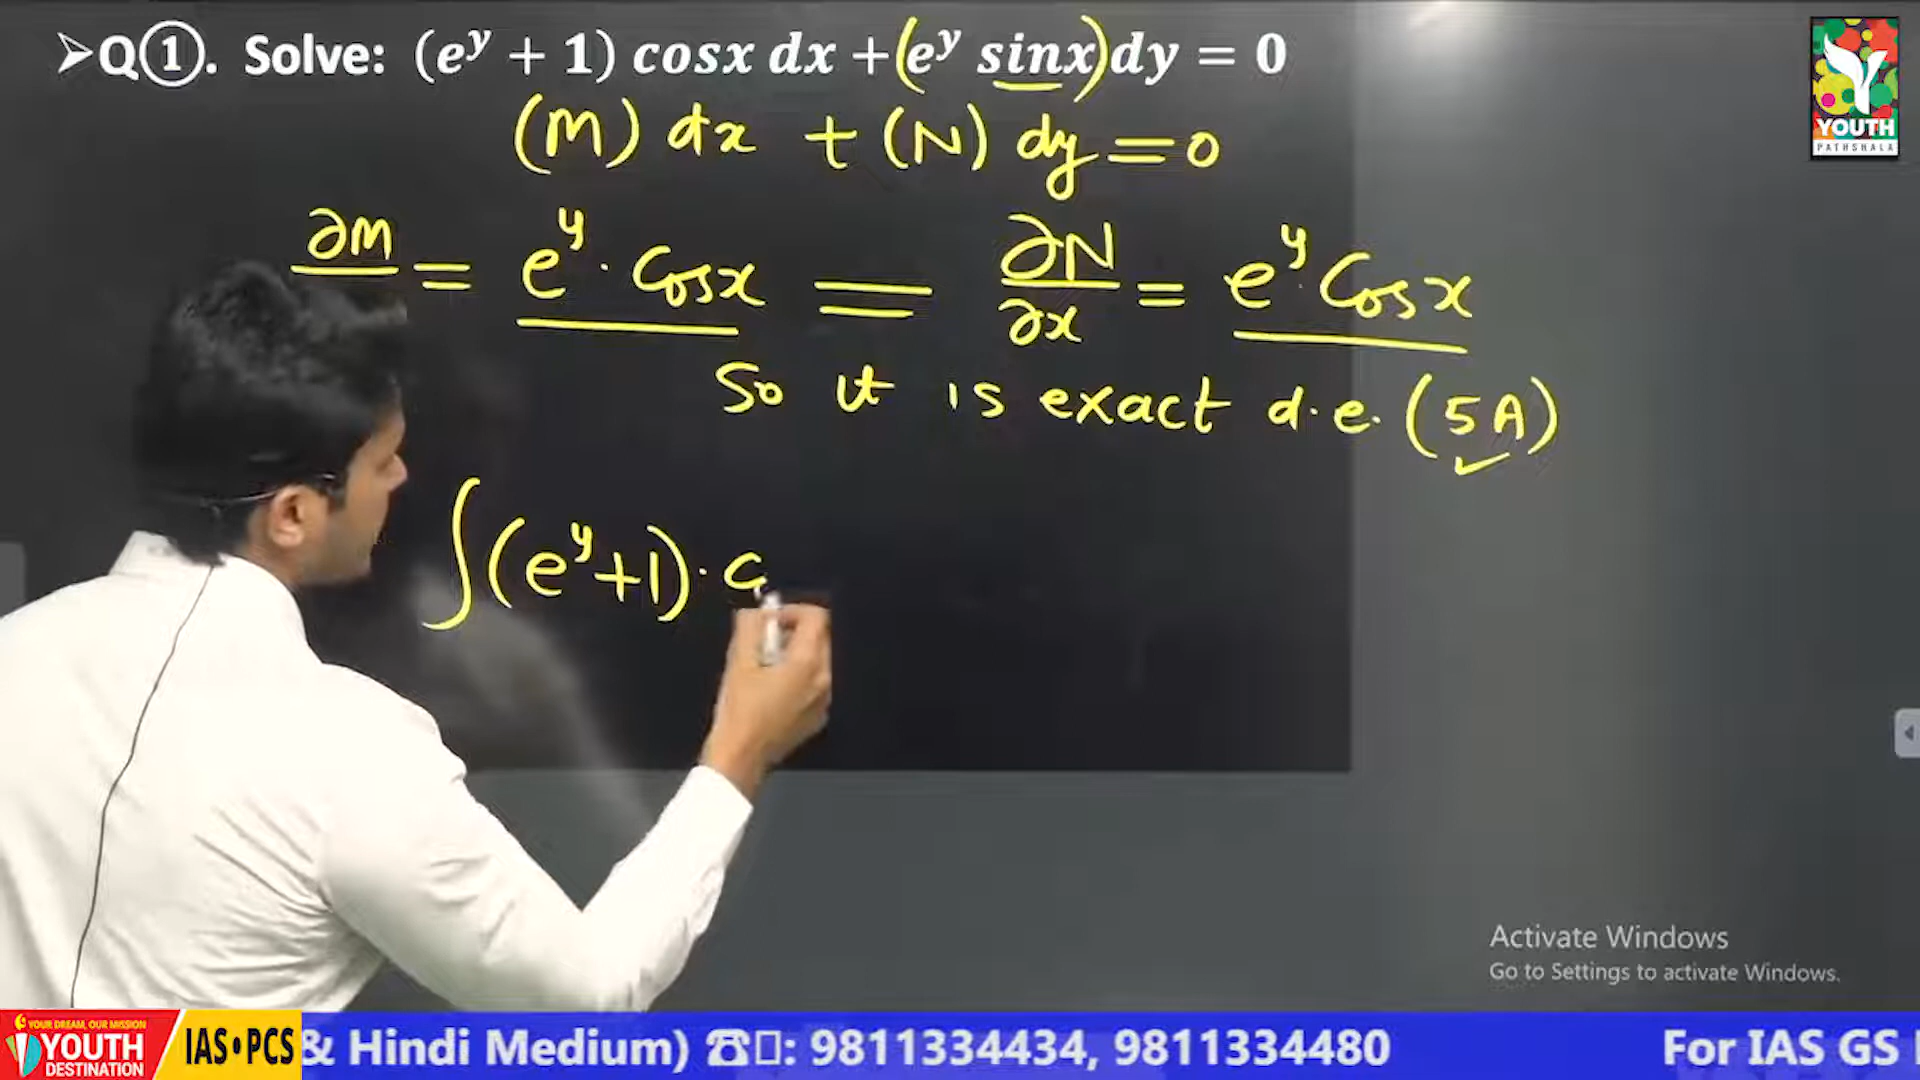 ➤Q①. Solve: (eʸ + 1) cosx dx + (eʸ sinx) dy = 0
(M) dx + (N) dy = 0
∂M = eʸ · Cosx = ∂N/∂x = eʸ Cosx
So it is exact d.e. (5A)
∫(eʸ+1) · c
YOUTH
PATHSHALA
Activate Windows
Go to Settings to activate Windows.
YOUR DREAM, OUR MISSION
YOUTH
DESTINATION
IAS•PCS
& Hindi Medium) ☎: 9811334434, 9811334480
For IAS GS